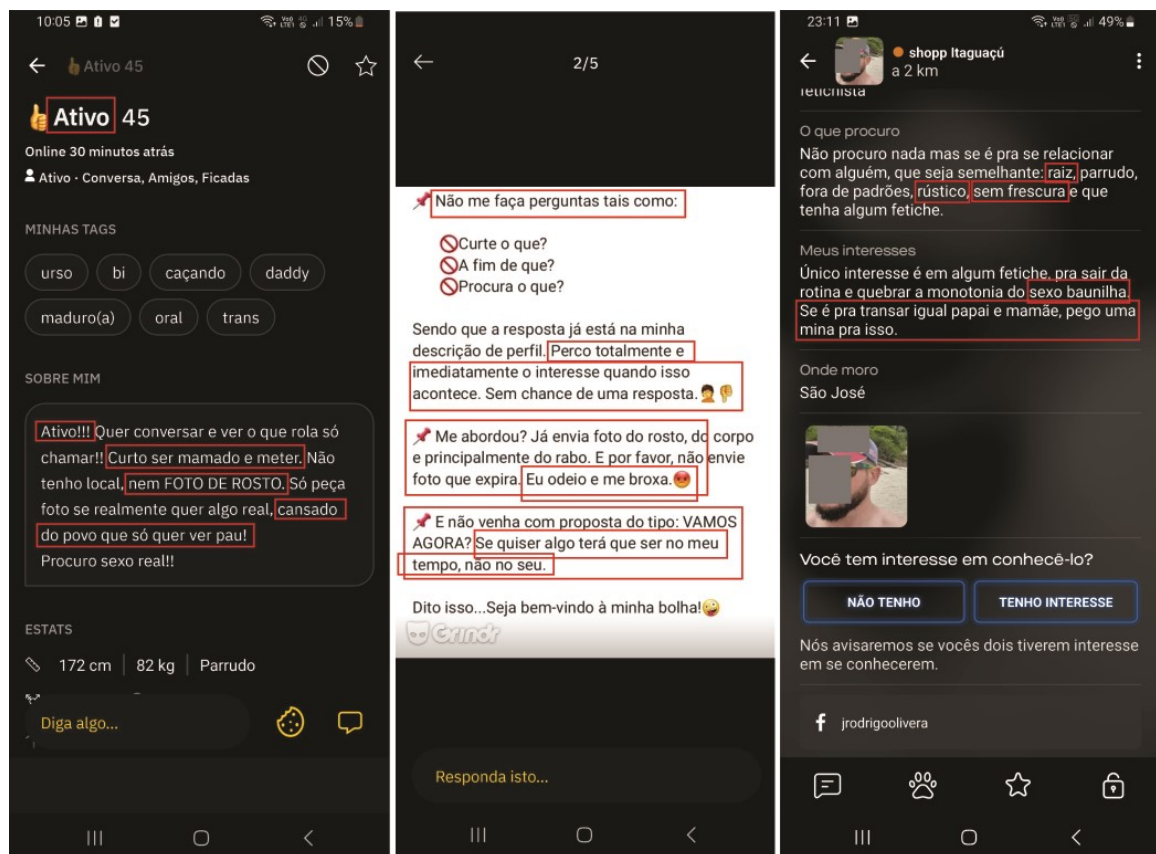 10:05
15%
Ativo 45
Ativo 45
Online 30 minutos atrás
Ativo · Conversa, Amigos, Ficadas
MINHAS TAGS
urso bi caçando daddy
maduro(a) oral trans
SOBRE MIM
Ativo!!! Quer conversar e ver o que rola só
chamar!! Curto ser mamado e meter. Não
tenho local, nem FOTO DE ROSTO. Só peça
foto se realmente quer algo real, cansado
do povo que só quer ver pau!
Procuro sexo real!!
ESTATS
172 cm 82 kg Parrudo
Diga algo...
2/5
📌 Não me faça perguntas tais como:
🚫Curte o que?
🚫A fim de que?
🚫Procura o que?
Sendo que a resposta já está na minha
descrição de perfil. Perco totalmente e
imediatamente o interesse quando isso
acontece. Sem chance de uma resposta.🤦👎
📌 Me abordou? Já envia foto do rosto, do corpo
e principalmente do rabo. E por favor, não envie
foto que expira. Eu odeio e me broxa.😡
📌 E não venha com proposta do tipo: VAMOS
AGORA? Se quiser algo terá que ser no meu
tempo, não no seu.
Dito isso...Seja bem-vindo à minha bolha!🤪
Grindr
Responda isto...
23:11
49%
shopp Itaguaçú
a 2 km
fetichista
O que procuro
Não procuro nada mas se é pra se relacionar
com alguém, que seja semelhante: raiz, parrudo,
fora de padrões, rústico, sem frescura e que
tenha algum fetiche.
Meus interesses
Único interesse é em algum fetiche, pra sair da
rotina e quebrar a monotonia do sexo baunilha.
Se é pra transar igual papai e mamãe, pego uma
mina pra isso.
Onde moro
São José
Você tem interesse em conhecê-lo?
NÃO TENHO TENHO INTERESSE
Nós avisaremos se vocês dois tiverem interesse
em se conhecerem.
jrodrigoolivera